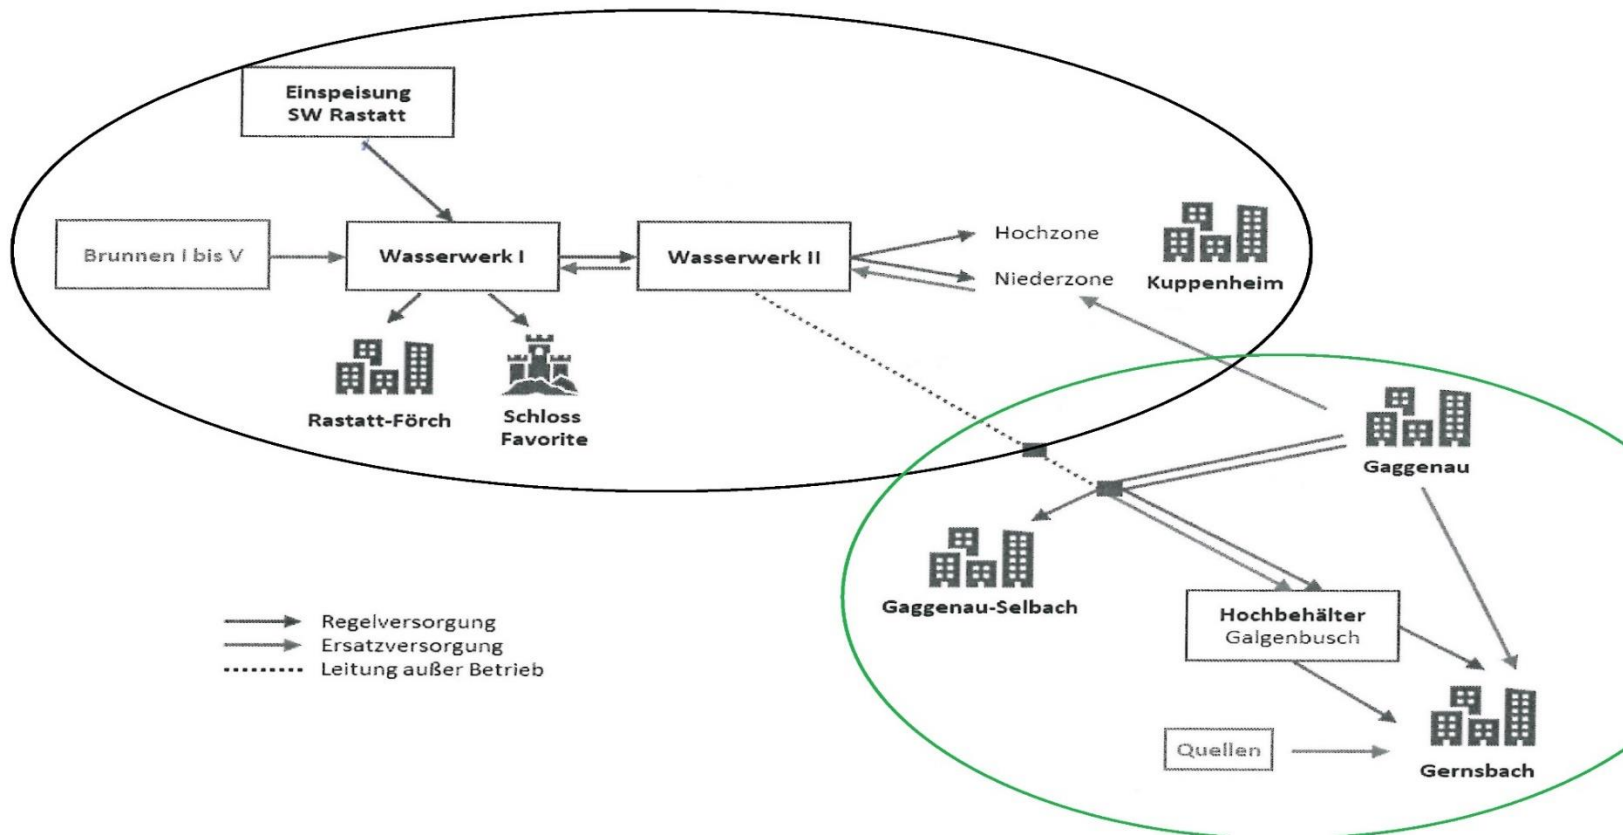 Einspeisung
SW Rastatt
Brunnen I bis V
Wasserwerk I
Wasserwerk II
Hochzone
Niederzone
Kuppenheim
Rastatt-Förch
Schloss
Favorite
Gaggenau
Gaggenau-Selbach
Hochbehälter
Galgenbusch
Regelversorgung
Ersatzversorgung
Leitung außer Betrieb
Quellen
Gernsbach